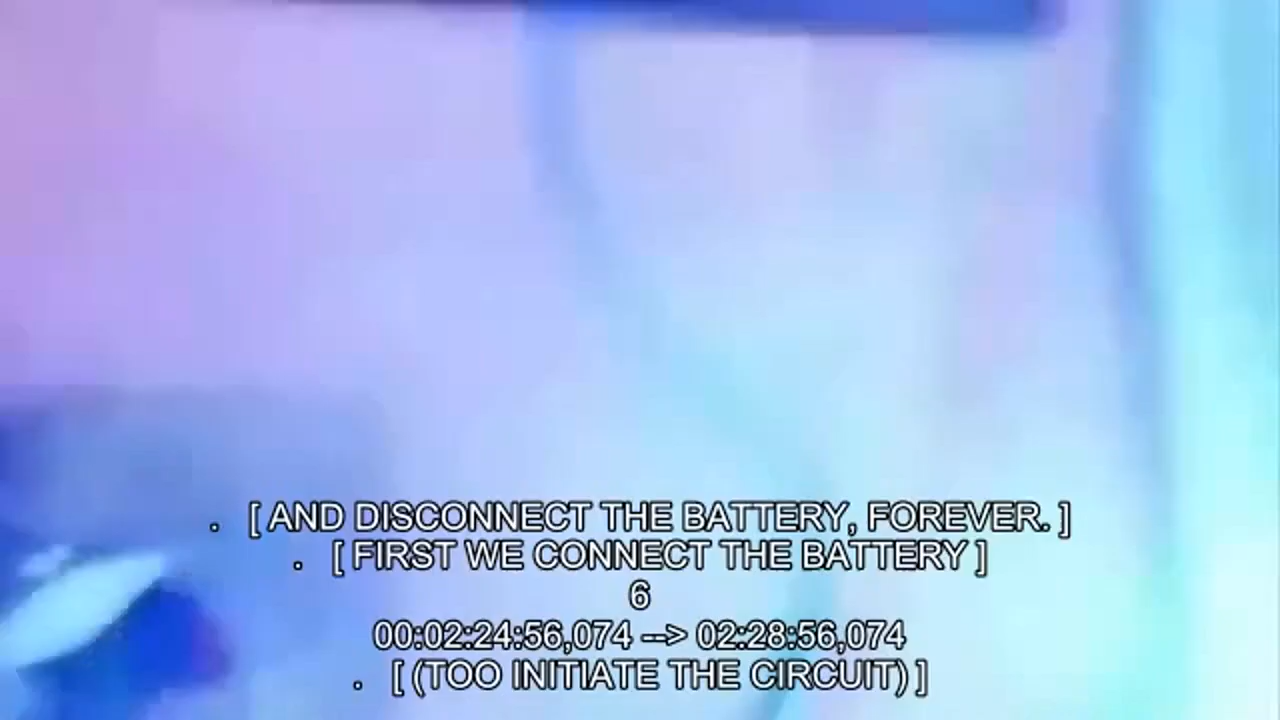 .   [ AND DISCONNECT THE BATTERY, FOREVER. ]
.   [ FIRST WE CONNECT THE BATTERY ]
6
00:02:24:56,074 --> 02:28:56,074
.   [ (TOO INITIATE THE CIRCUIT) ]